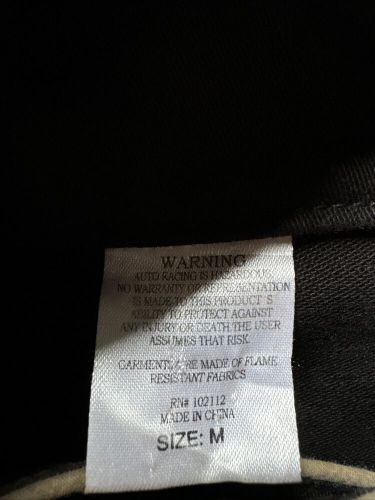 WARNING
AUTO RACING IS HAZARDOUS.
NO WARRANTY OR REPRESENTATION
IS MADE TO THIS PRODUCT S
ABILITY TO PROTECT AGAINST
ANY INJURY OR DEATH. THE USER
ASSUMES THAT RISK.
GARMENTS ARE MADE OF FLAME
RESISTANT FABRICS
RN# 102112
MADE IN CHINA
SIZE: M